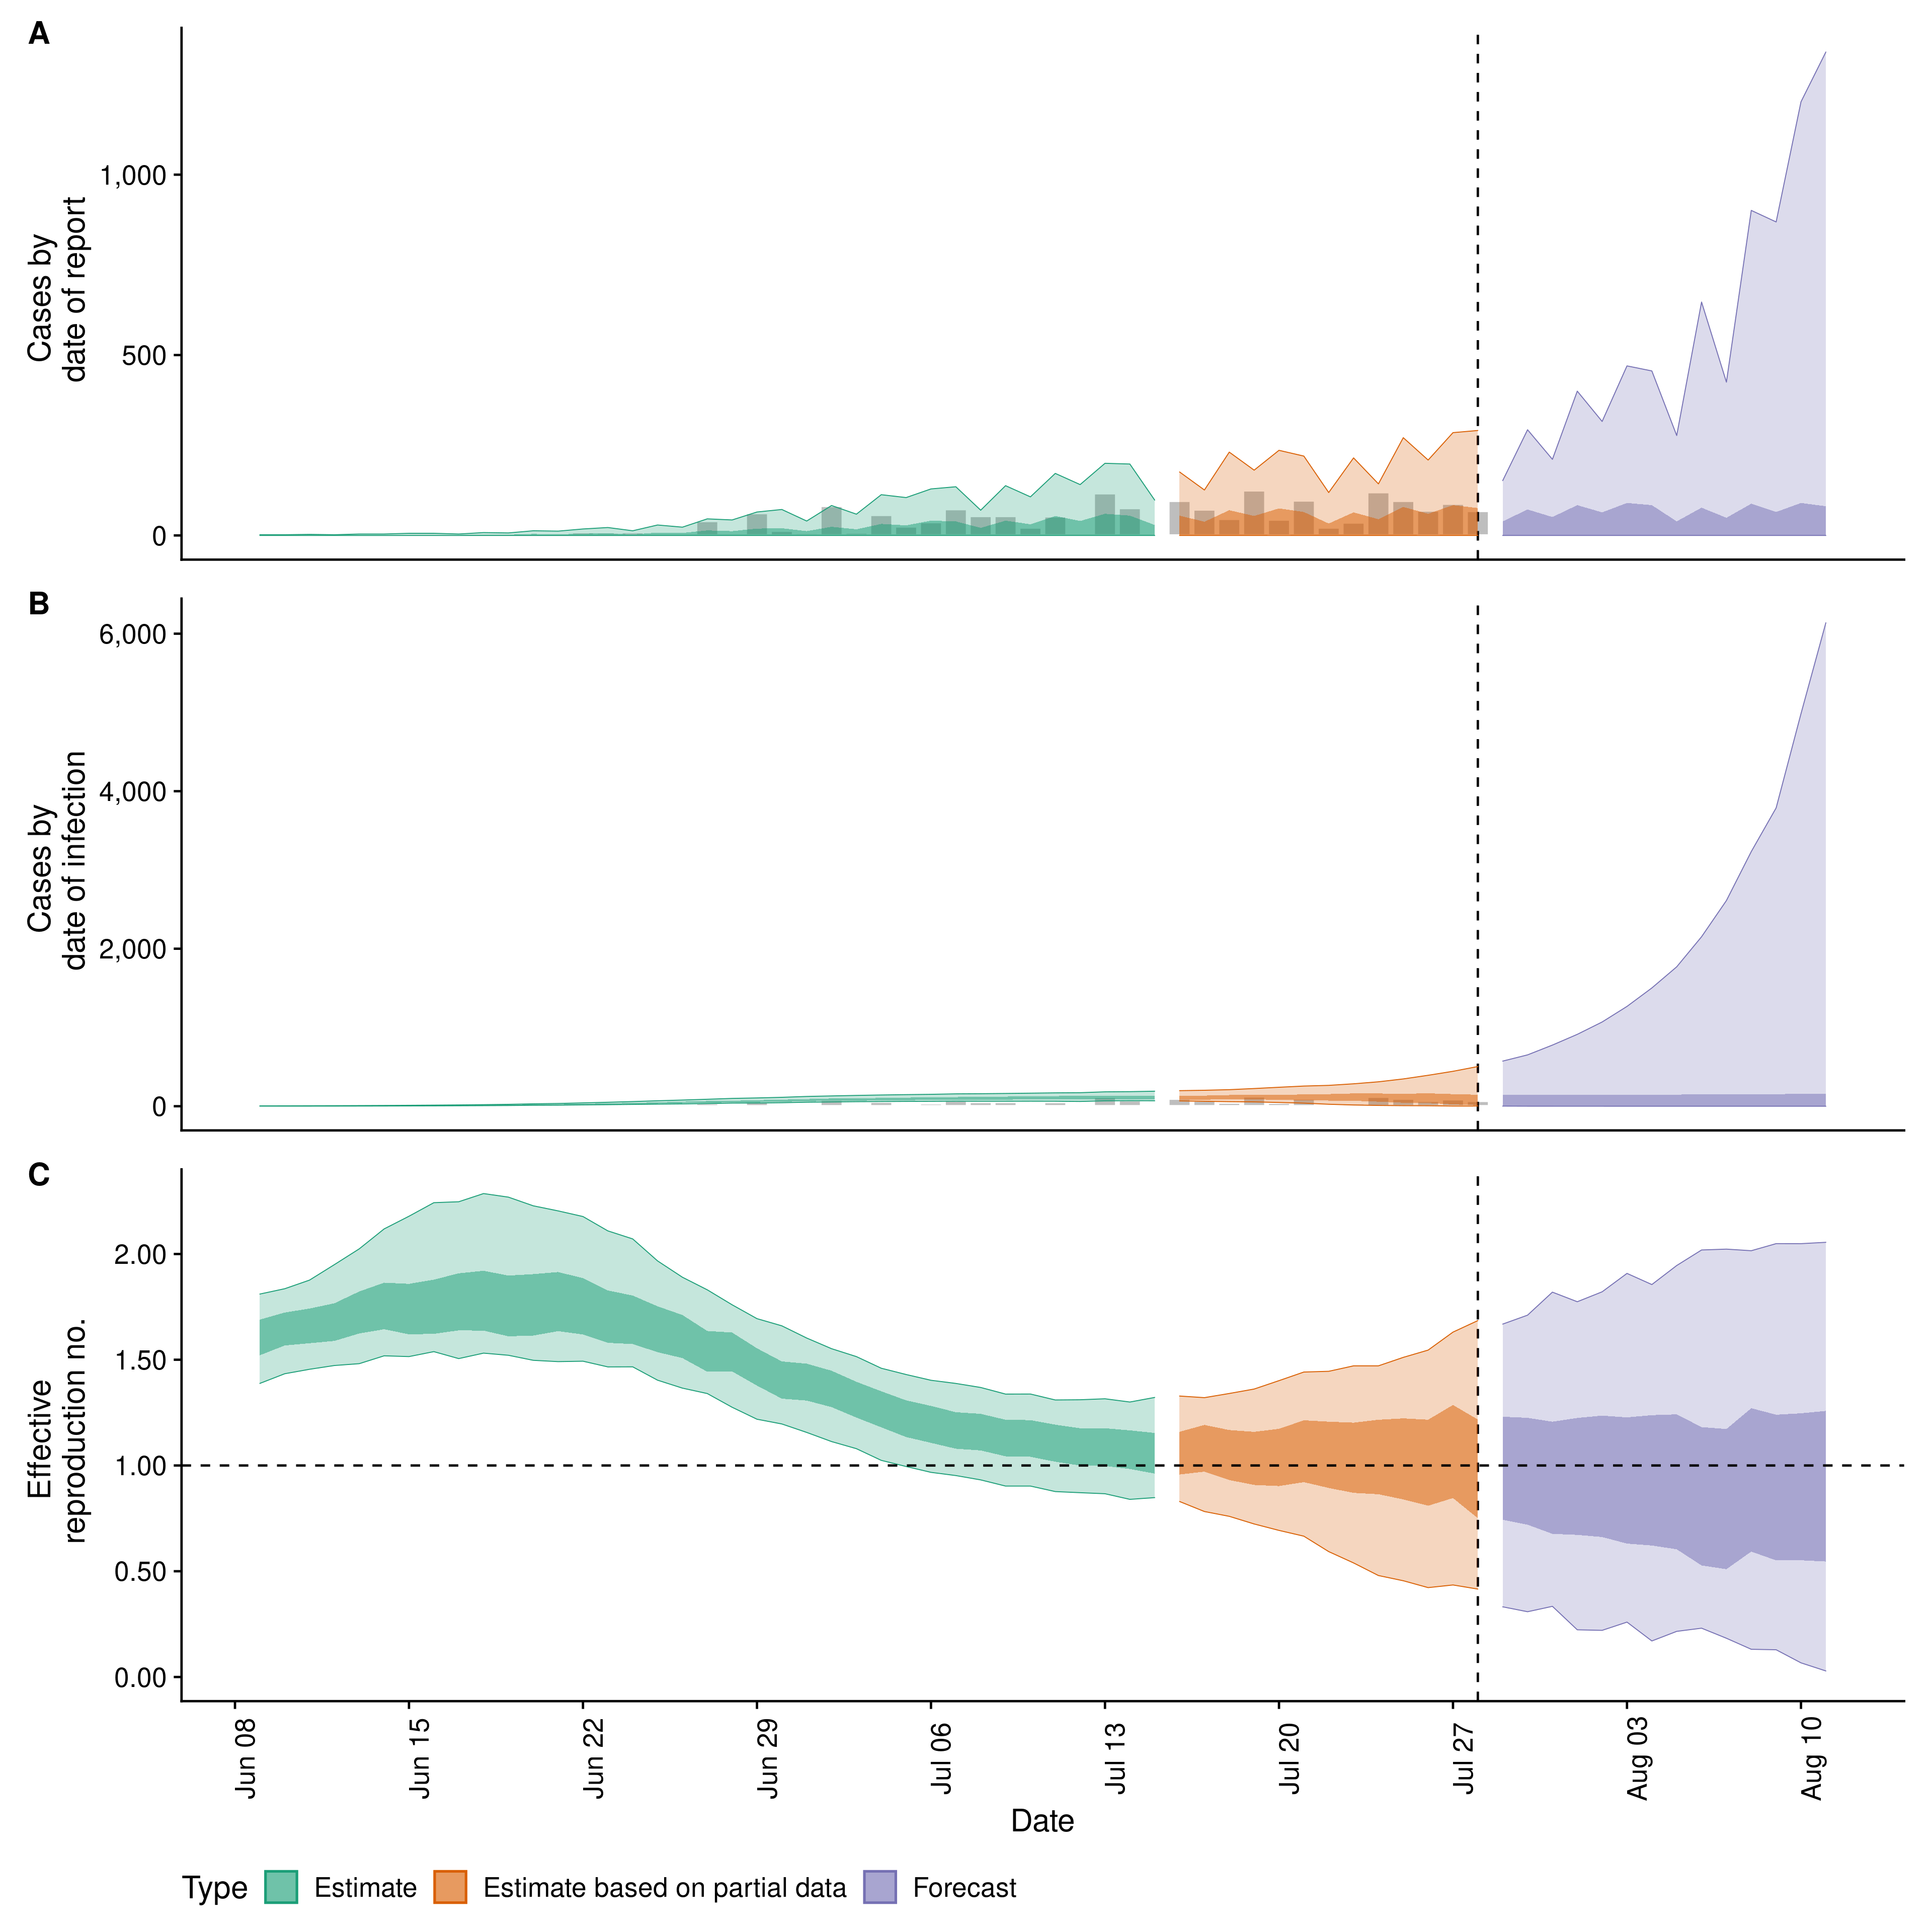 A
Cases by
date of report
1,000
500
0
B
Cases by
date of infection
6,000
4,000
2,000
0
C
Effective
reproduction no.
2.00
1.50
1.00
0.50
0.00
Jun 08
Jun 15
Jun 22
Jun 29
Jul 06
Jul 13
Jul 20
Jul 27
Aug 03
Aug 10
Date
Type Estimate Estimate based on partial data Forecast